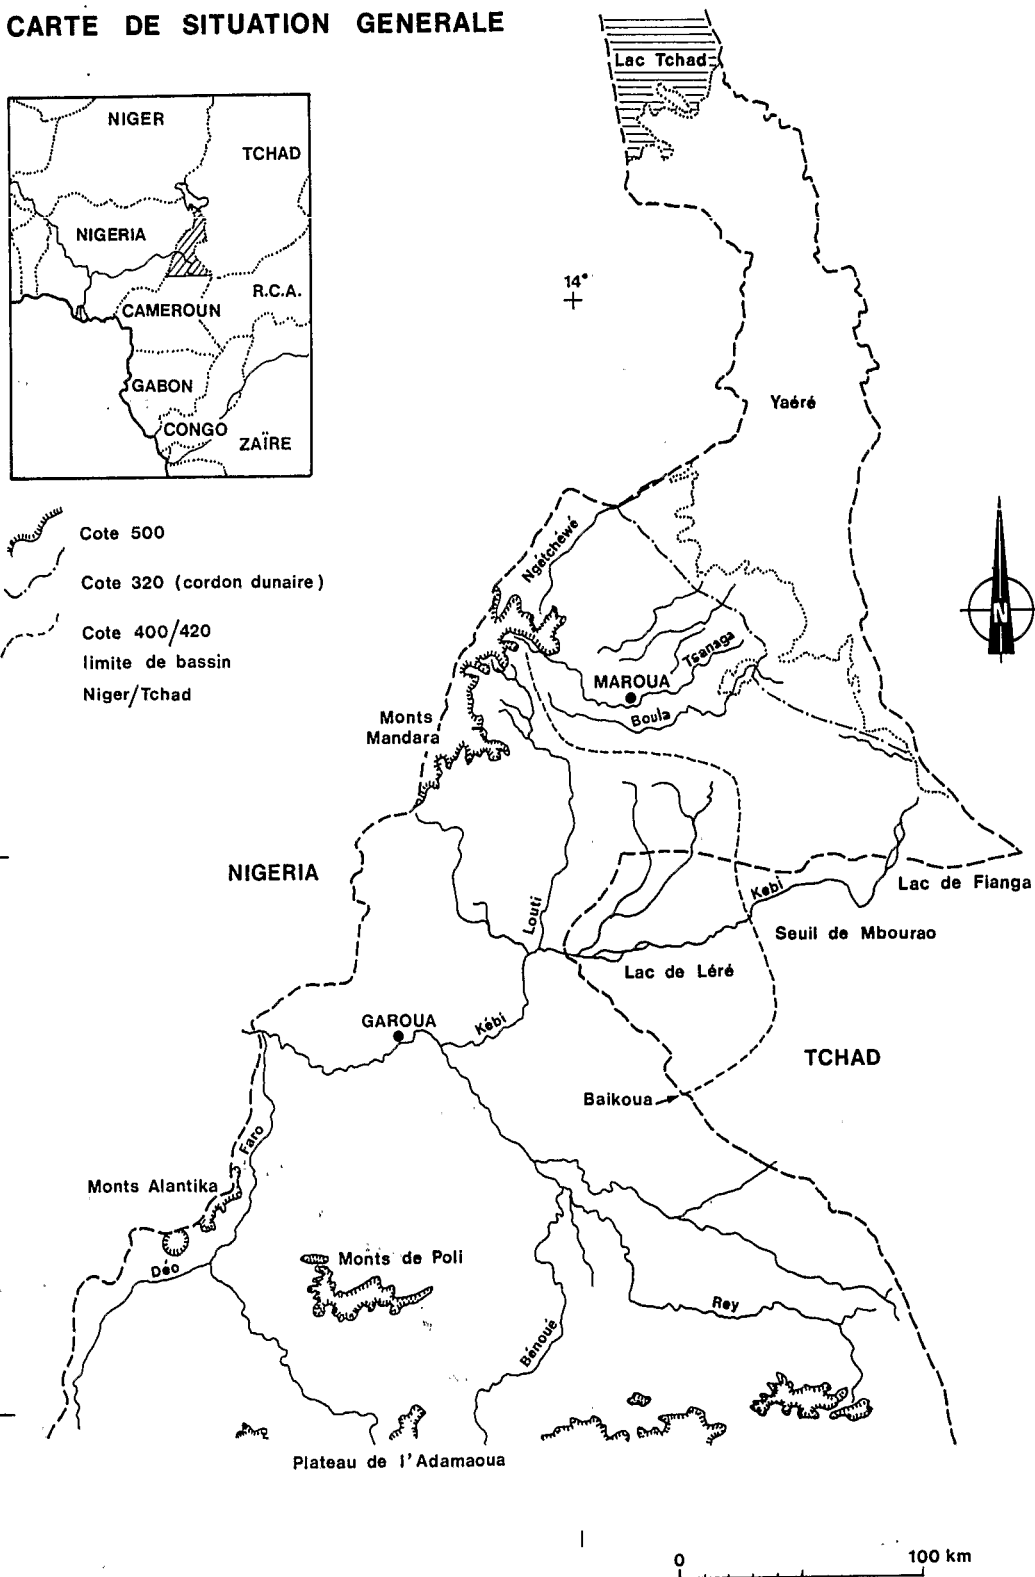 CARTE DE SITUATION GENERALE
NIGER
TCHAD
NIGERIA
R.C.A.
CAMEROUN
GABON
CONGO
ZAÏRE
Cote 500
Cote 320 (cordon dunaire)
Cote 400/420
limite de bassin
Niger/Tchad
Lac Tchad
14°
Yaéré
N
Ngétchéwé
Tsanaga
MAROUA
Boula
Monts
Mandara
NIGERIA
Louti
Kébi
Lac de Fianga
Seuil de Mbourao
Lac de Léré
GAROUA
Kébi
TCHAD
Baikoua
Faro
Monts Alantika
Déo
Monts de Poli
Rey
Bénoué
Plateau de l'Adamaoua
0
100 km